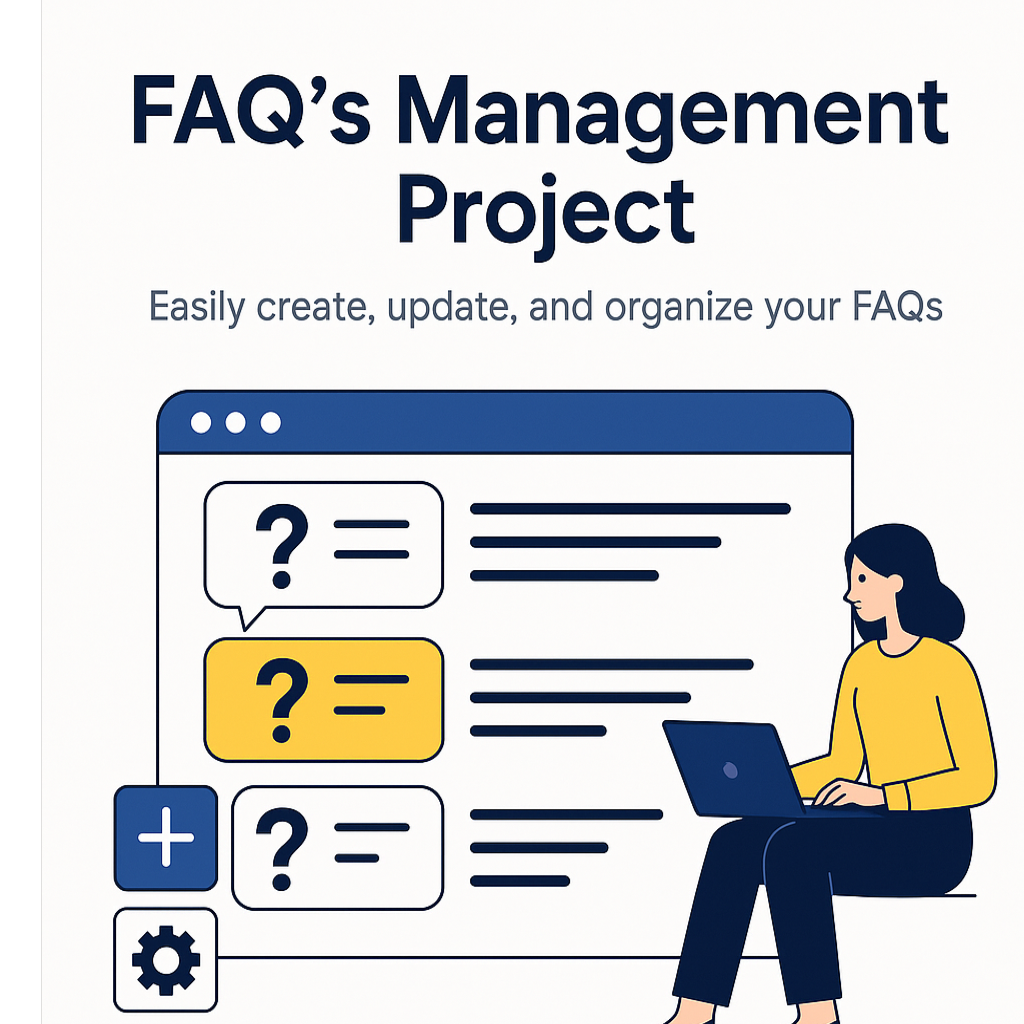 FAQ’s Management
Project
Easily create, update, and organize your FAQs
?
?
?